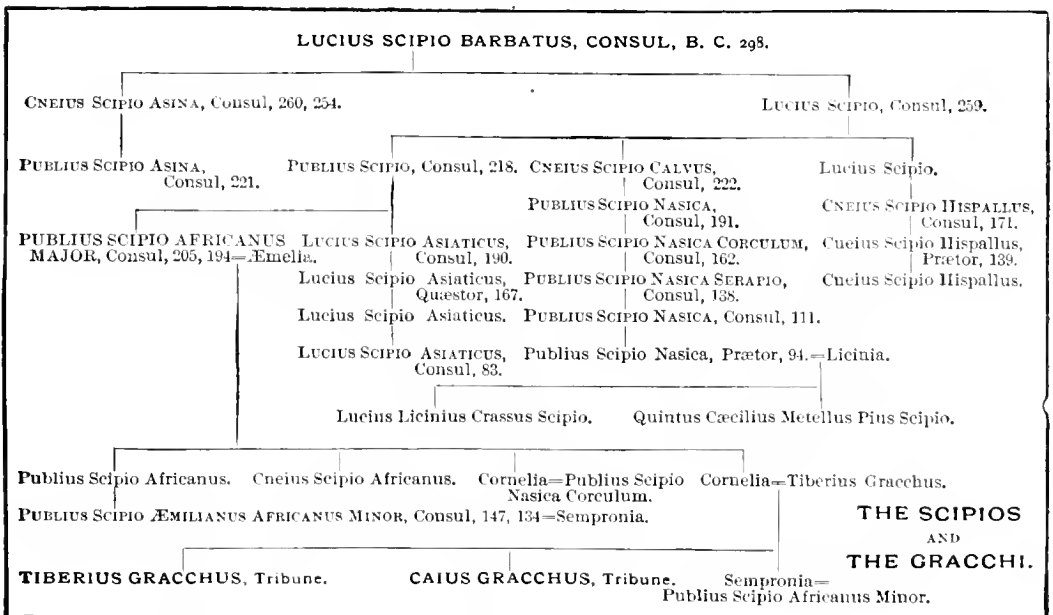 LUCIUS SCIPIO BARBATUS, CONSUL, B. C. 298.
CNEIUS SCIPIO ASINA, Consul, 260, 254.
LUCIUS SCIPIO, Consul, 259.
PUBLIUS SCIPIO ASINA,
Consul, 221.
PUBLIUS SCIPIO, Consul, 218.
CNEIUS SCIPIO CALVUS,
Consul, 222.
Lucius Scipio.
PUBLIUS SCIPIO NASICA,
Consul, 191.
CNEIUS SCIPIO HISPALLUS,
Consul, 171.
PUBLIUS SCIPIO AFRICANUS
MAJOR, Consul, 205, 194=Æmelia.
LUCIUS SCIPIO ASIATICUS,
Consul, 190.
PUBLIUS SCIPIO NASICA CORCULUM,
Consul, 162.
Cneius Scipio Hispallus,
Prætor, 139.
Lucius Scipio Asiaticus,
Quæstor, 167.
PUBLIUS SCIPIO NASICA SERAPIO,
Consul, 138.
Cneius Scipio Hispallus.
Lucius Scipio Asiaticus.
PUBLIUS SCIPIO NASICA, Consul, 111.
LUCIUS SCIPIO ASIATICUS,
Consul, 83.
Publius Scipio Nasica, Prætor, 94.=Licinia.
Lucius Licinius Crassus Scipio.
Quintus Cæcilius Metellus Pius Scipio.
Publius Scipio Africanus.
Cneius Scipio Africanus.
Cornelia=Publius Scipio
Nasica Corculum.
Cornelia=Tiberius Gracchus.
PUBLIUS SCIPIO ÆMILIANUS AFRICANUS MINOR, Consul, 147, 134=Sempronia.
THE SCIPIOS
AND
THE GRACCHI.
TIBERIUS GRACCHUS, Tribune.
CAIUS GRACCHUS, Tribune.
Sempronia=
Publius Scipio Africanus Minor.